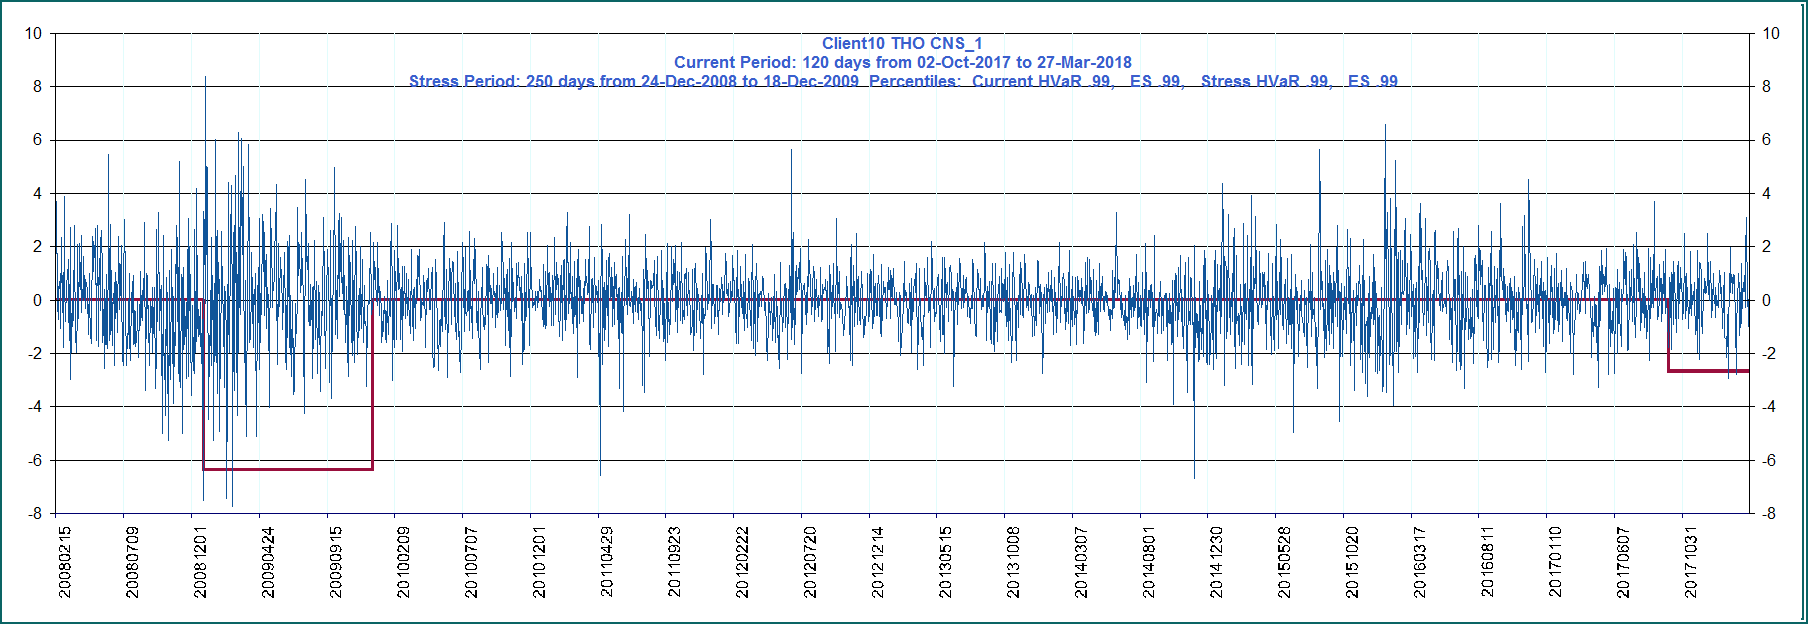 Client10 THO CNS_1
Current Period: 120 days from 02-Oct-2017 to 27-Mar-2018
Stress Period: 250 days from 24-Dec-2008 to 18-Dec-2009  Percentiles:  Current HVaR .99,   ES .99,   Stress HVaR .99,   ES .99
10 10
8 8
6 6
4 4
2 2
0 0
-2 -2
-4 -4
-6 -6
-8 -8
20080215 20080709 20081201 20090424 20090915 20100209 20100707 20101201 20110429 20110923 20120222 20120720 20121214 20130515 20131008 20140307 20140801 20141230 20150528 20151020 20160317 20160811 20170110 20170607 20171031